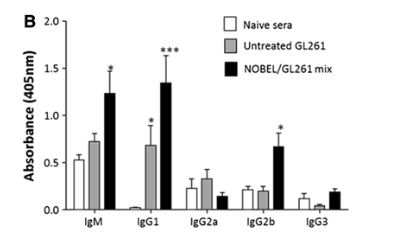 B
2.0
1.5
1.0
0.5
0.0
Absorbance (405nm)
Naive sera
Untreated GL261
NOBEL/GL261 mix
*
*
***
*
IgM IgG1 IgG2a IgG2b IgG3